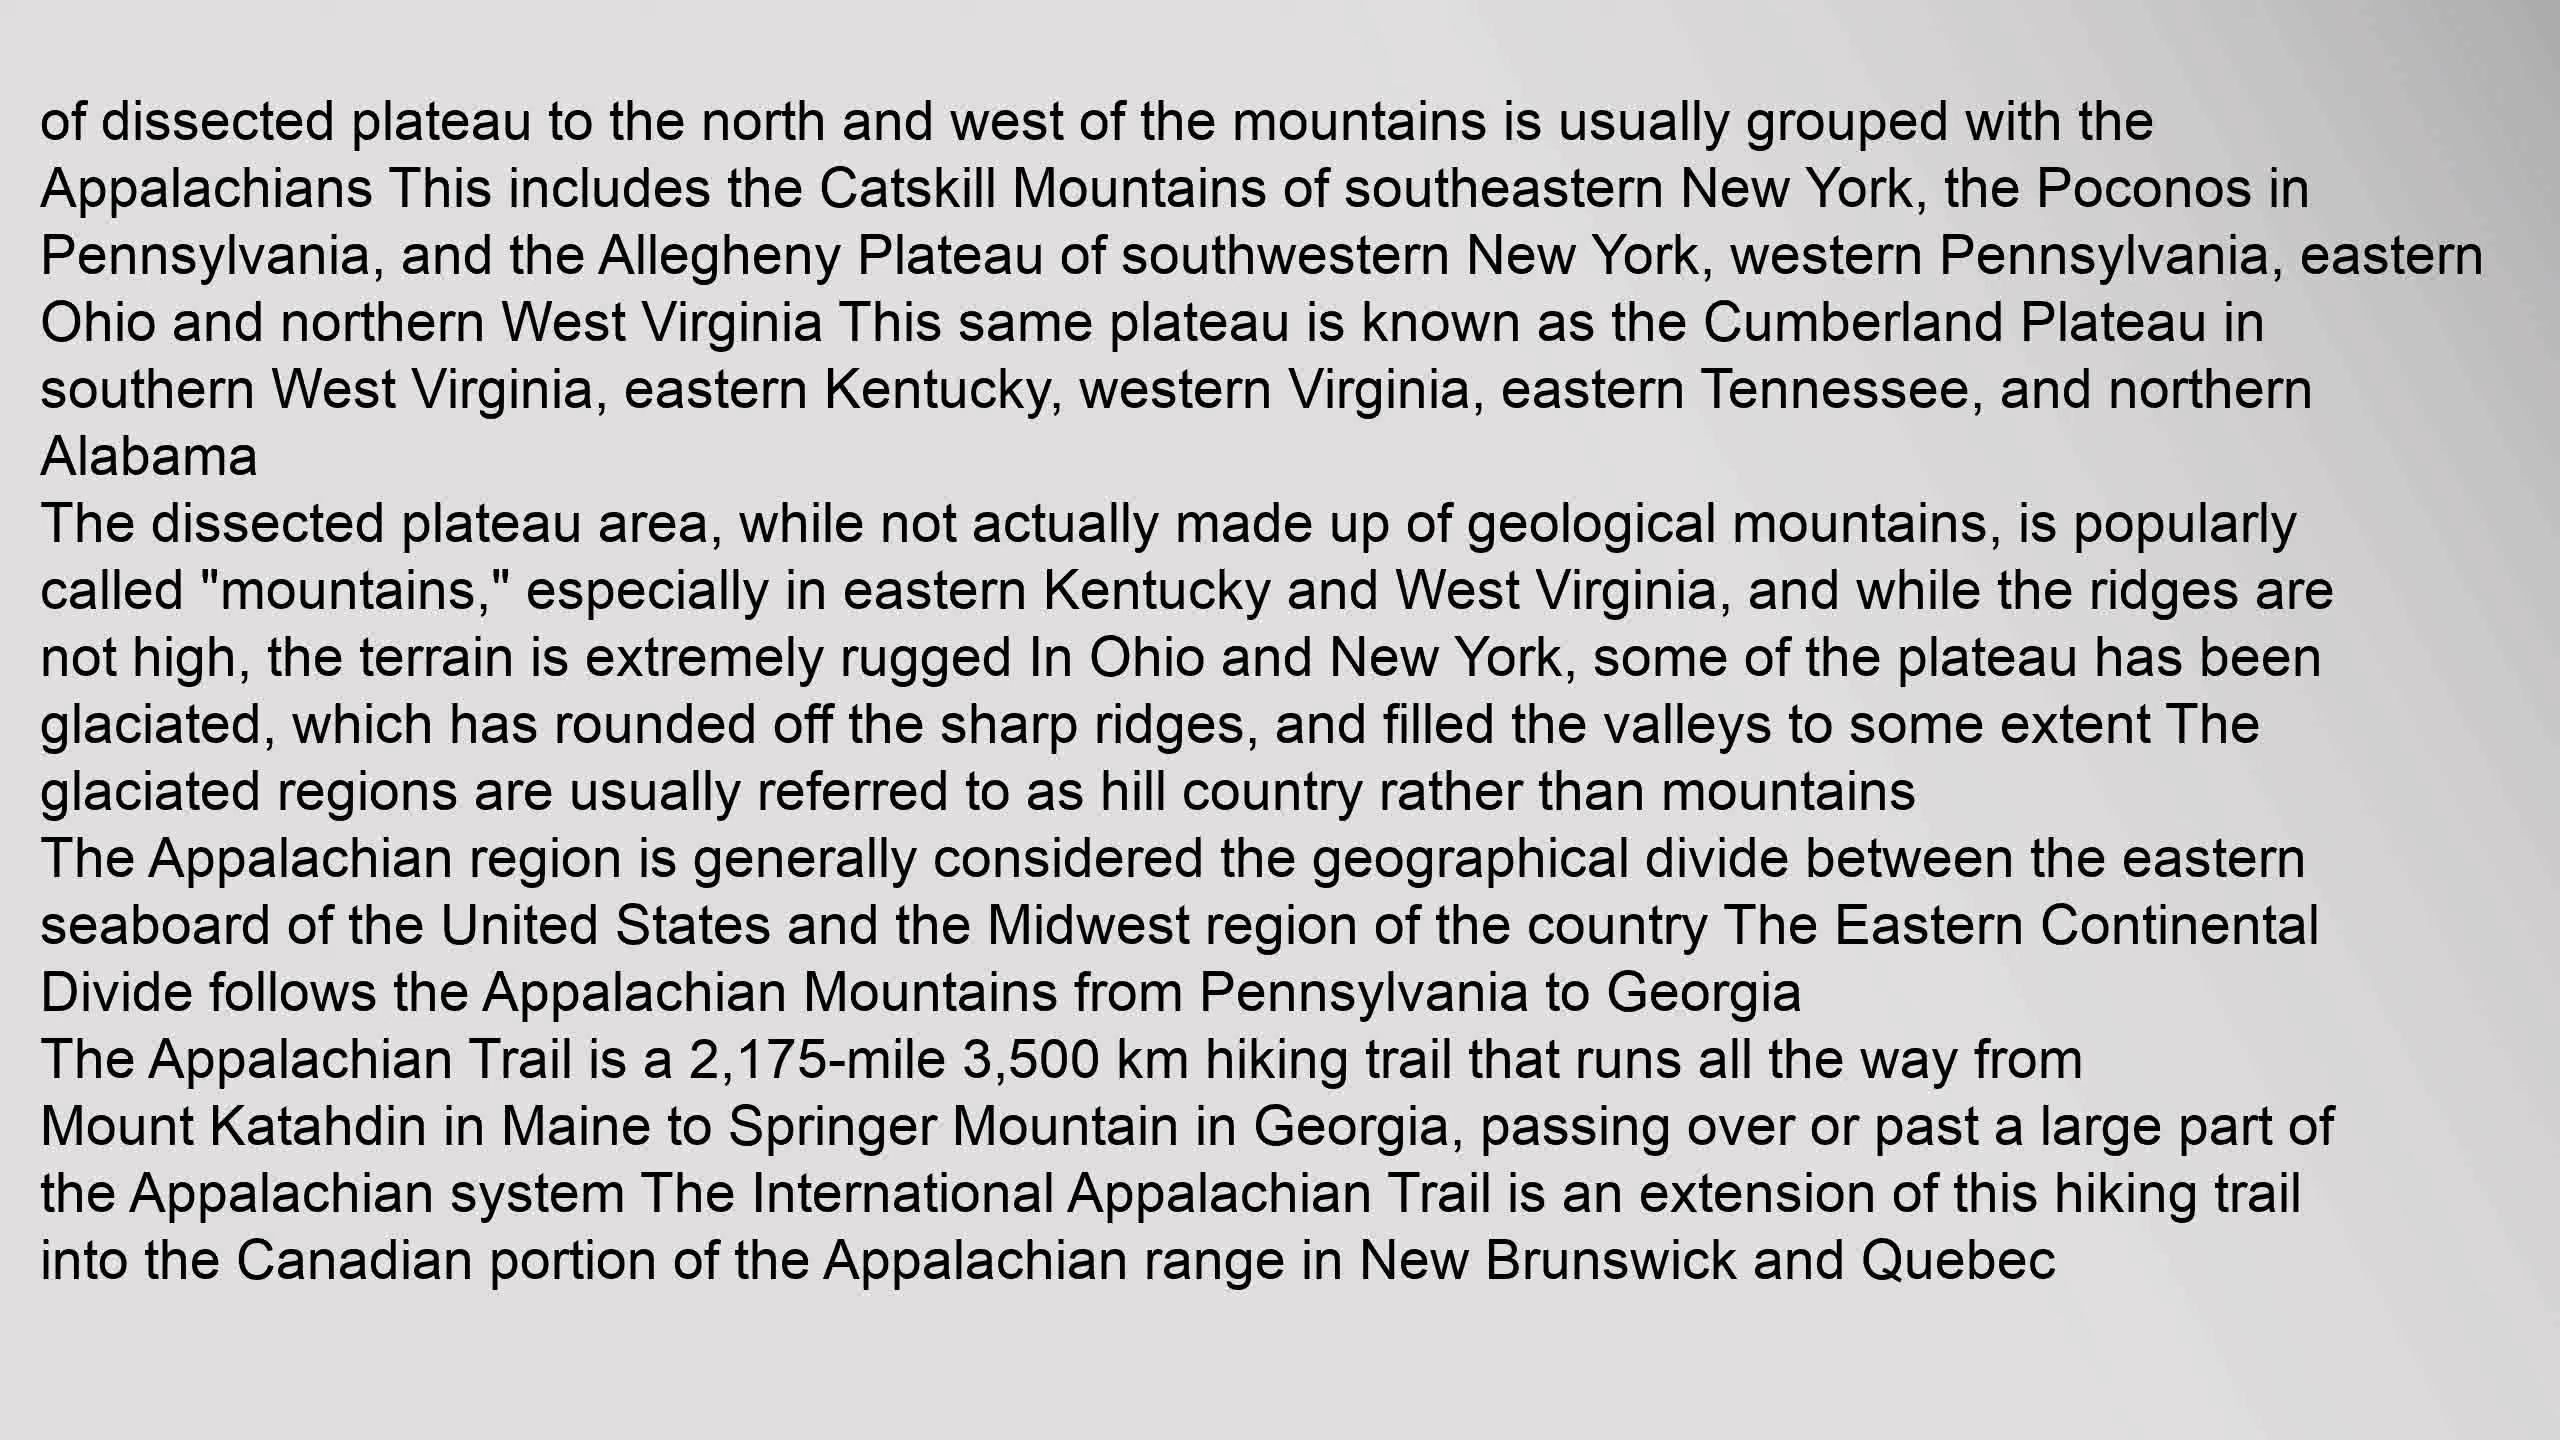 of dissected plateau to the north and west of the mountains is usually grouped with the
Appalachians This includes the Catskill Mountains of southeastern New York, the Poconos in
Pennsylvania, and the Allegheny Plateau of southwestern New York, western Pennsylvania, eastern
Ohio and northern West Virginia This same plateau is known as the Cumberland Plateau in
southern West Virginia, eastern Kentucky, western Virginia, eastern Tennessee, and northern
Alabama
The dissected plateau area, while not actually made up of geological mountains, is popularly
called "mountains," especially in eastern Kentucky and West Virginia, and while the ridges are
not high, the terrain is extremely rugged In Ohio and New York, some of the plateau has been
glaciated, which has rounded off the sharp ridges, and filled the valleys to some extent The
glaciated regions are usually referred to as hill country rather than mountains
The Appalachian region is generally considered the geographical divide between the eastern
seaboard of the United States and the Midwest region of the country The Eastern Continental
Divide follows the Appalachian Mountains from Pennsylvania to Georgia
The Appalachian Trail is a 2,175-mile 3,500 km hiking trail that runs all the way from
Mount Katahdin in Maine to Springer Mountain in Georgia, passing over or past a large part of
the Appalachian system The International Appalachian Trail is an extension of this hiking trail
into the Canadian portion of the Appalachian range in New Brunswick and Quebec